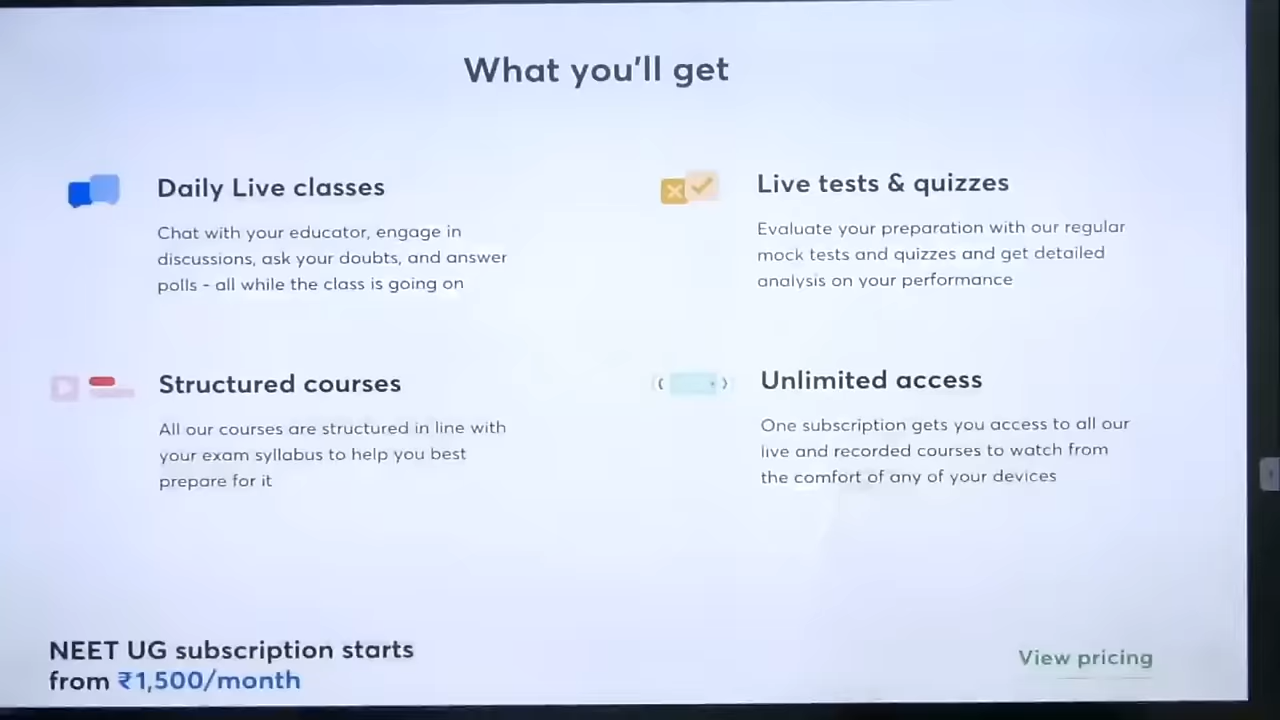 What you'll get
Daily Live classes
Chat with your educator, engage in
discussions, ask your doubts, and answer
polls - all while the class is going on
Live tests & quizzes
Evaluate your preparation with our regular
mock tests and quizzes and get detailed
analysis on your performance
Structured courses
All our courses are structured in line with
your exam syllabus to help you best
prepare for it
Unlimited access
One subscription gets you access to all our
live and recorded courses to watch from
the comfort of any of your devices
NEET UG subscription starts
from ₹1,500/month
View pricing